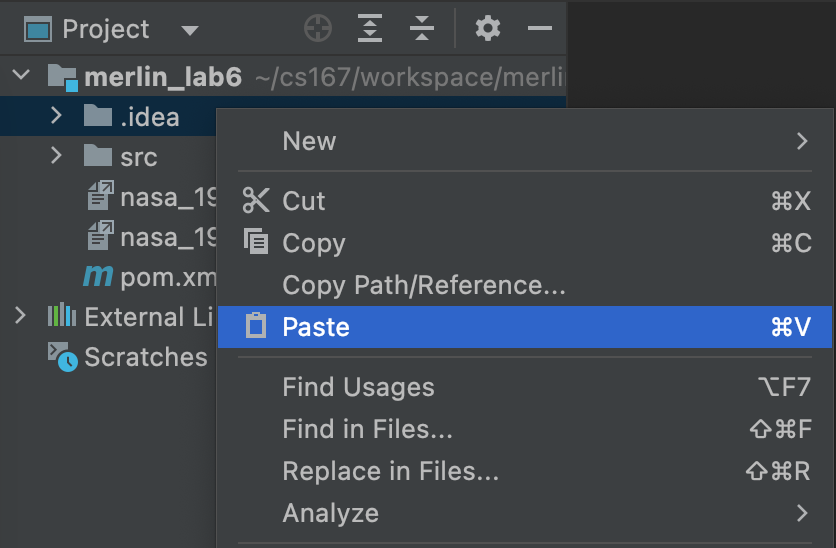 Project
merlin_lab6 ~/cs167/workspace/merli
.idea
src
nasa_19
nasa_19
pom.xm
External Li
Scratches
New
Cut ⌘X
Copy ⌘C
Copy Path/Reference...
Paste ⌘V
Find Usages ⌥F7
Find in Files... ⇧⌘F
Replace in Files... ⇧⌘R
Analyze